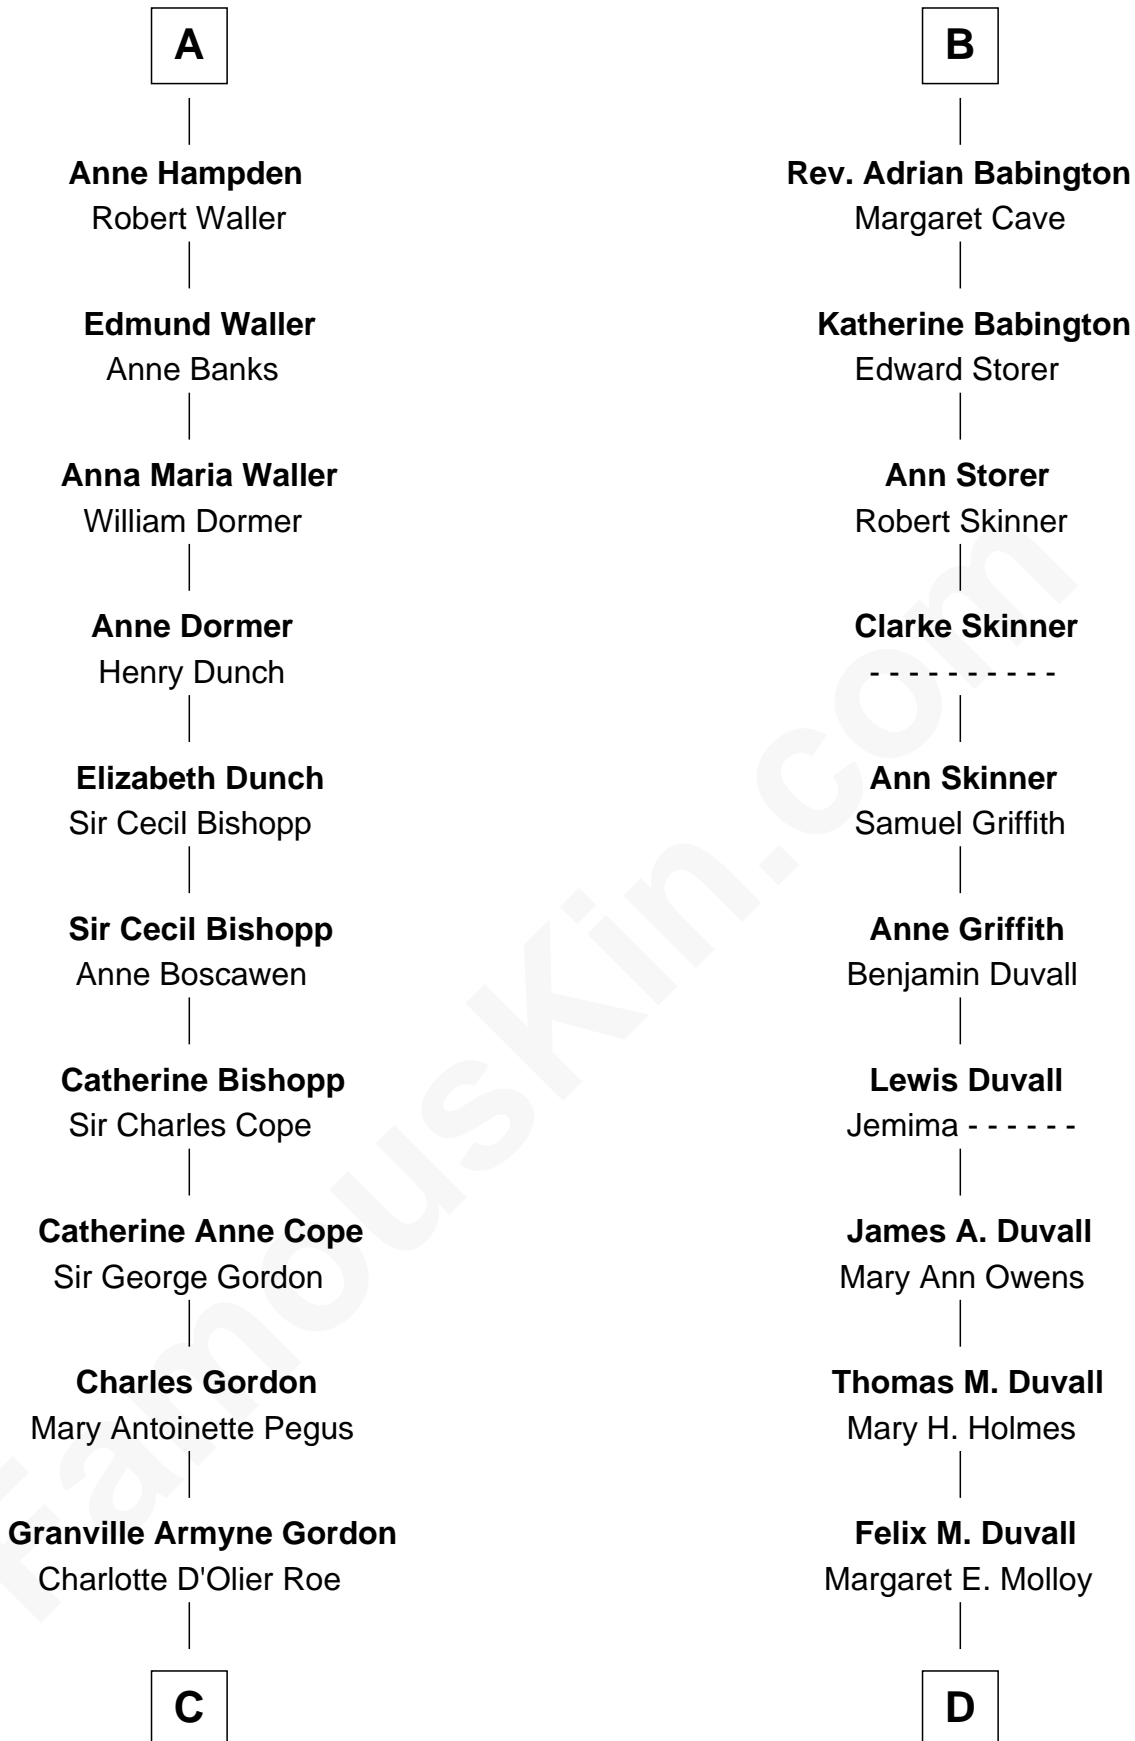 A
Anne Hampden
Robert Waller
Edmund Waller
Anne Banks
Anna Maria Waller
William Dormer
Anne Dormer
Henry Dunch
Elizabeth Dunch
Sir Cecil Bishopp
Sir Cecil Bishopp
Anne Boscawen
Catherine Bishopp
Sir Charles Cope
Catherine Anne Cope
Sir George Gordon
Charles Gordon
Mary Antoinette Pegus
Granville Armyne Gordon
Charlotte D'Olier Roe
C
B
Rev. Adrian Babington
Margaret Cave
Katherine Babington
Edward Storer
Ann Storer
Robert Skinner
Clarke Skinner
- - - - - - - - - -
Ann Skinner
Samuel Griffith
Anne Griffith
Benjamin Duvall
Lewis Duvall
Jemima - - - - - -
James A. Duvall
Mary Ann Owens
Thomas M. Duvall
Mary H. Holmes
Felix M. Duvall
Margaret E. Molloy
D
FamousKin.com